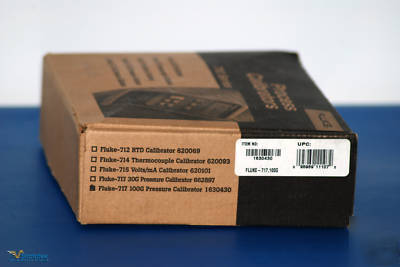 Process
Calibrators
Fluke-712 RTD Calibrator 620069
Fluke-714 Thermocouple Calibrator 620093
Fluke-715 Volts/mA Calibrator 620101
Fluke-717 30G Pressure Calibrator 662897
Fluke-717 100G Pressure Calibrator 1630430
ITEM NO:
1630430
FLUKE - 717,100G
UPC: